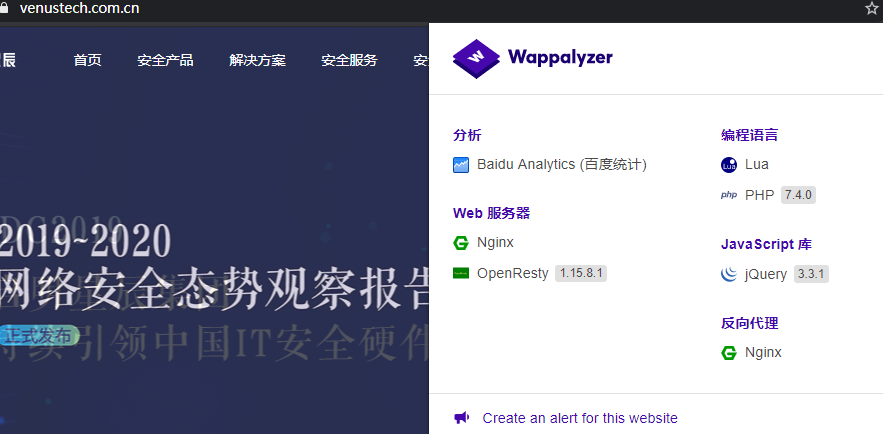 venustech.com.cn
辰
首页
安全产品
解决方案
安全服务
安
2019~2020
网络安全态势观察报告
正式发布
持续引领中国IT安全硬件
Wappalyzer
分析
Baidu Analytics (百度统计)
Web 服务器
Nginx
OpenResty 1.15.8.1
编程语言
Lua
php PHP 7.4.0
JavaScript 库
jQuery 3.3.1
反向代理
Nginx
Create an alert for this website